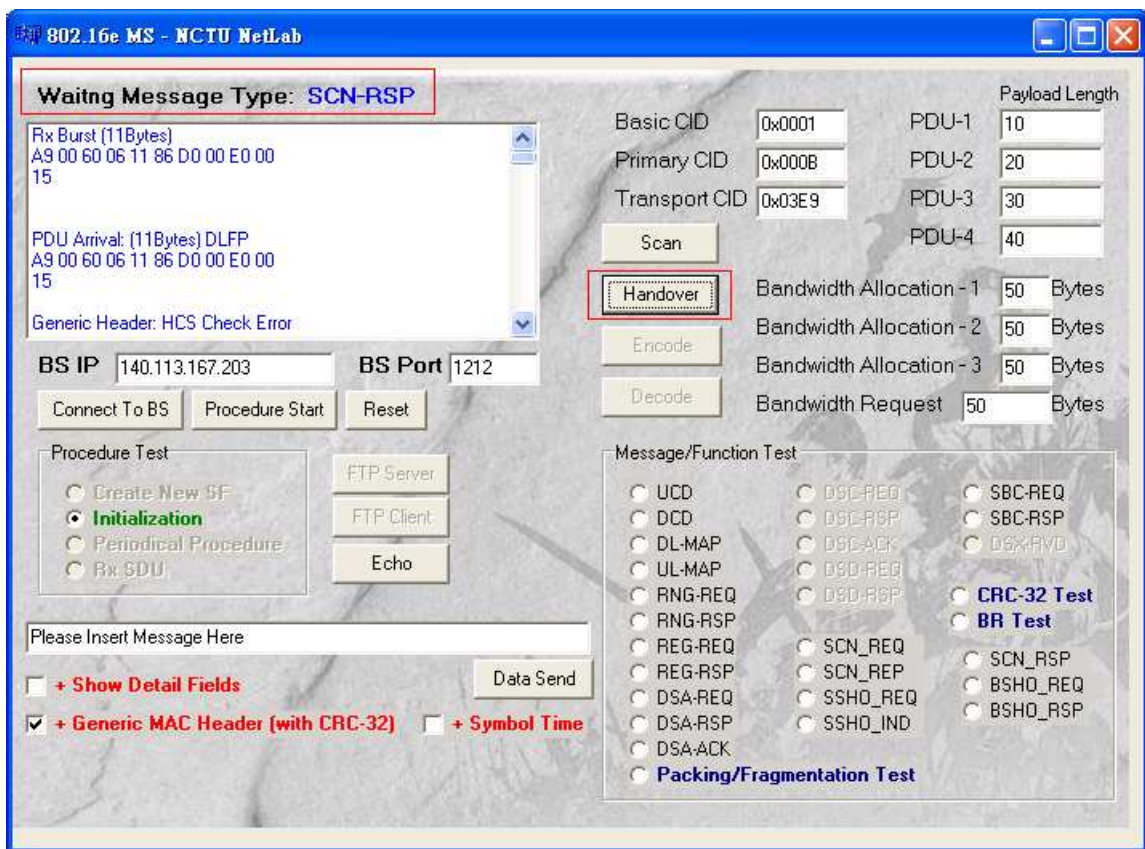 802.16e MS - NCTU NetLab
Waitng Message Type: SCN-RSP
Rx Burst (11Bytes)
A9 00 60 06 11 86 D0 00 E0 00
15
PDU Arrival: (11Bytes) DLFP
A9 00 60 06 11 86 D0 00 E0 00
15
Generic Header: HCS Check Error
BS IP 140.113.167.203 BS Port 1212
Connect To BS Procedure Start Reset
Procedure Test
Create New SF
Initialization
Periodical Procedure
Rx SDU
FTP Server
FTP Client
Echo
Please Insert Message Here
Data Send
+ Show Detail Fields
+ Generic MAC Header (with CRC-32) + Symbol Time
Payload Length
Basic CID 0x0001 PDU-1 10
Primary CID 0x000B PDU-2 20
Transport CID 0x03E9 PDU-3 30
Scan PDU-4 40
Handover Bandwidth Allocation - 1 50 Bytes
Encode Bandwidth Allocation - 2 50 Bytes
Bandwidth Allocation - 3 50 Bytes
Decode Bandwidth Request 50 Bytes
Message/Function Test
UCD DSC-REQ SBC-REQ
DCD DSC-RSP SBC-RSP
DL-MAP DSC-ACK DSX-RVD
UL-MAP DSD-REQ
RNG-REQ DSD-RSP CRC-32 Test
RNG-RSP BR Test
REG-REQ SCN_REQ SCN_RSP
REG-RSP SCN_REP BSHO_REQ
DSA-REQ SSHO_REQ BSHO_RSP
DSA-RSP SSHO_IND
DSA-ACK
Packing/Fragmentation Test